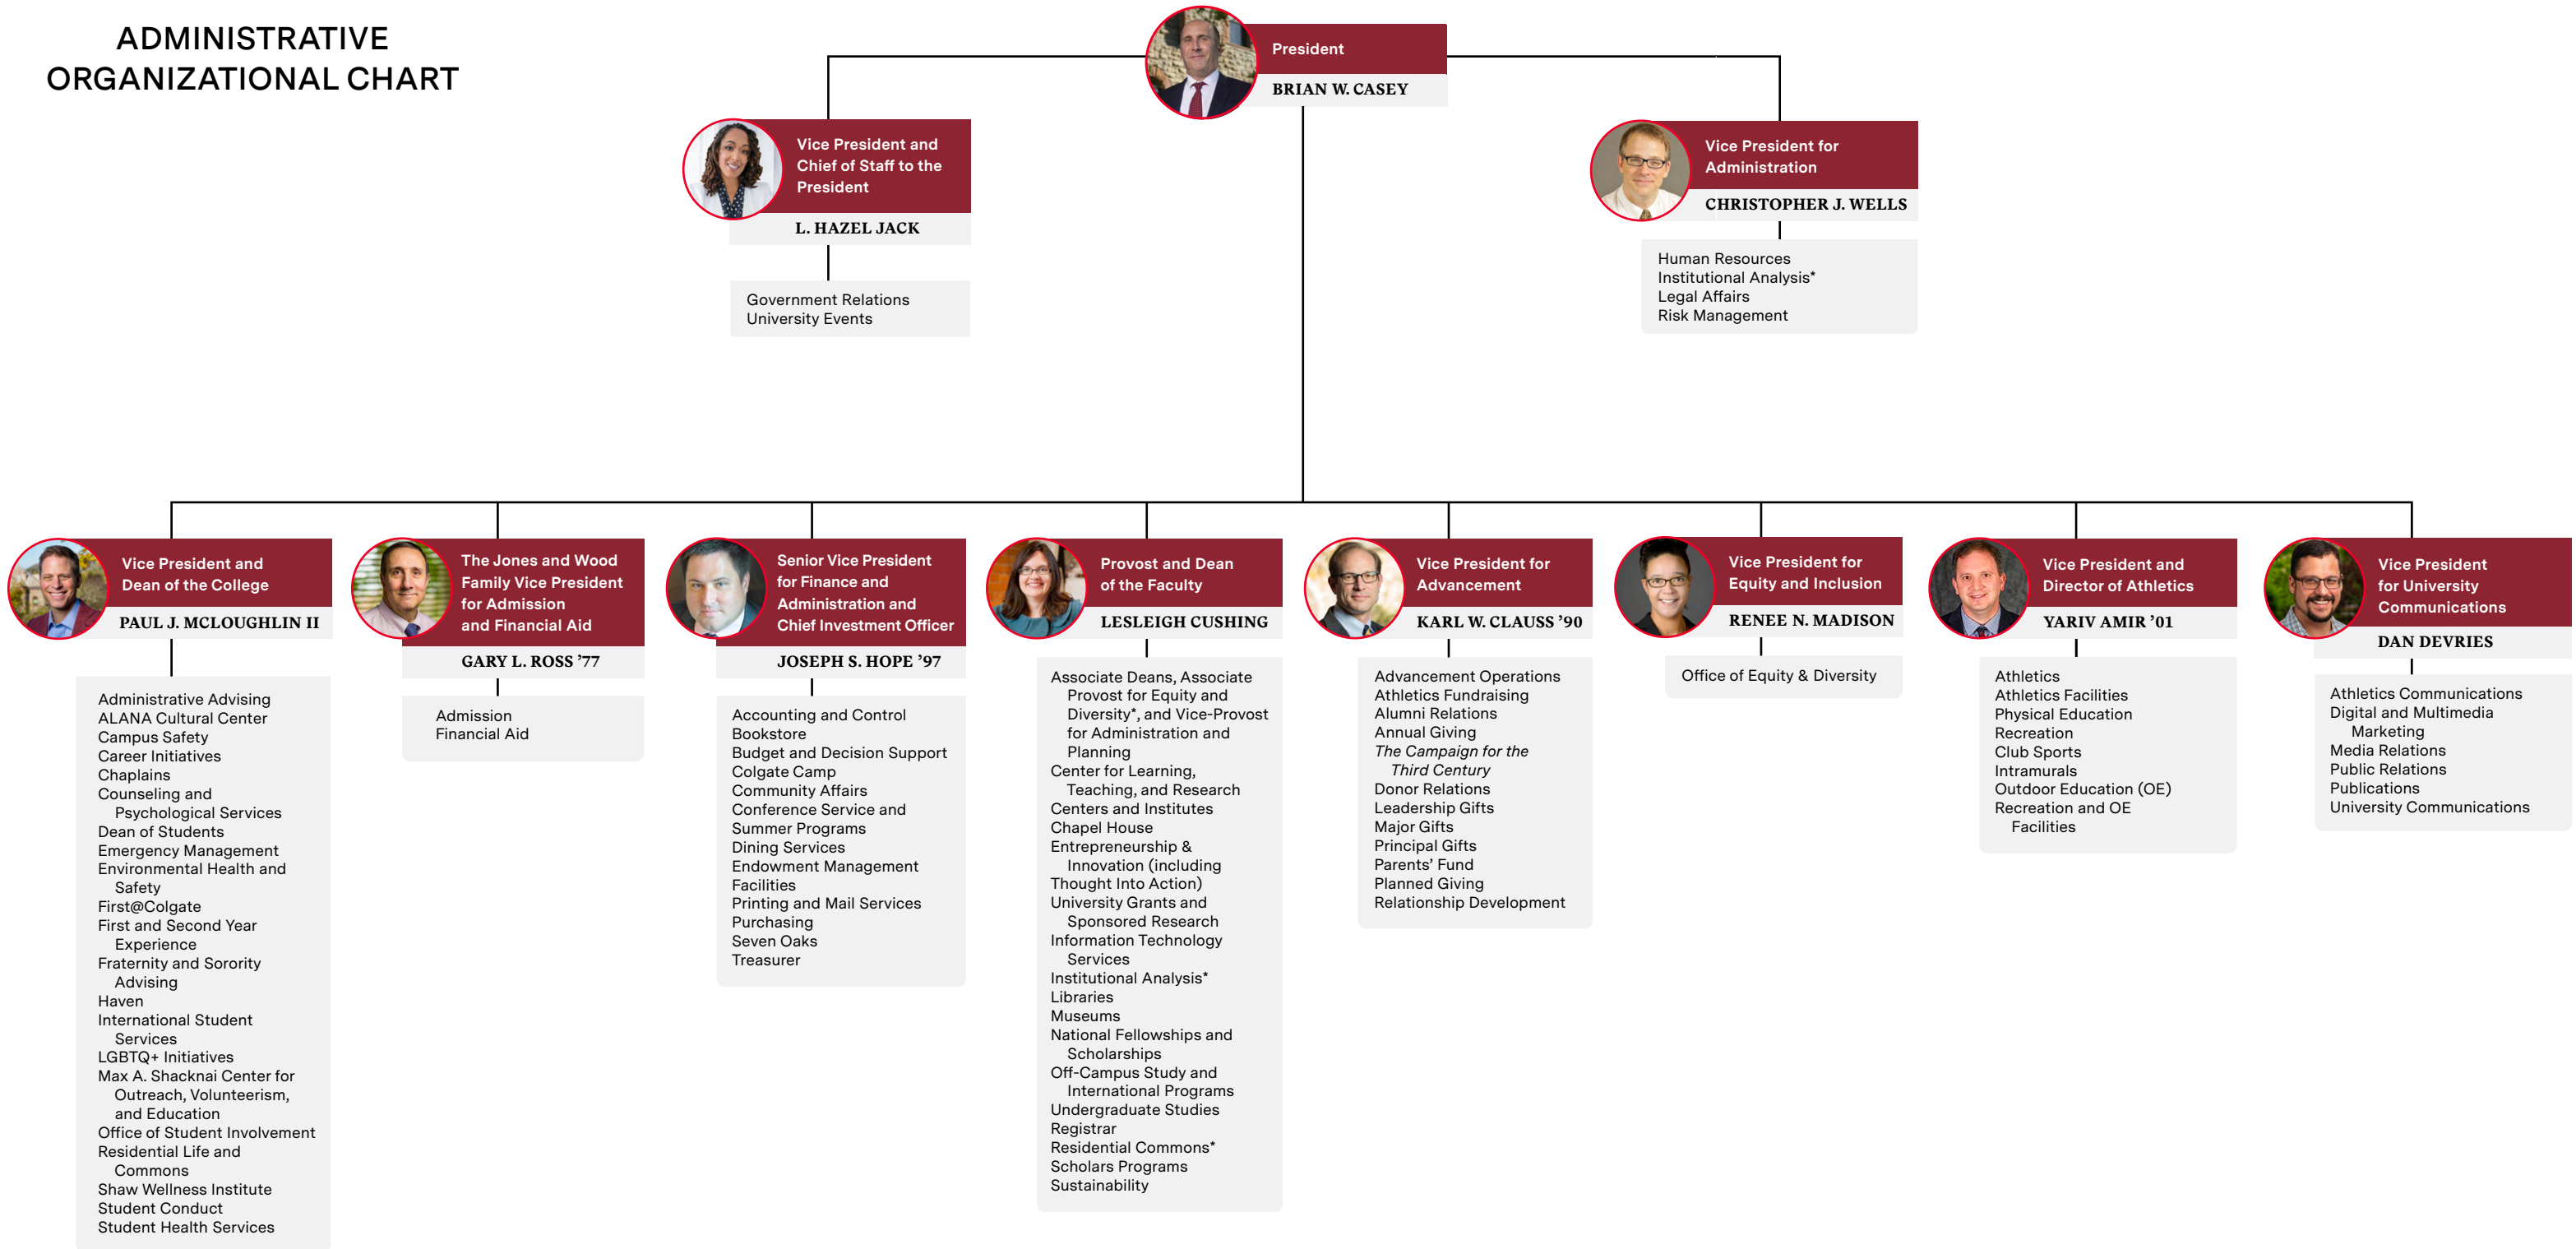 ADMINISTRATIVE
ORGANIZATIONAL CHART
President
BRIAN W. CASEY
Vice President and
Chief of Staff to the
President
L. HAZEL JACK
Government Relations
University Events
Vice President for
Administration
CHRISTOPHER J. WELLS
Human Resources
Institutional Analysis*
Legal Affairs
Risk Management
Vice President and
Dean of the College
PAUL J. MCLOUGHLIN II
Administrative Advising
ALANA Cultural Center
Campus Safety
Career Initiatives
Chaplains
Counseling and
Psychological Services
Dean of Students
Emergency Management
Environmental Health and
Safety
First@Colgate
First and Second Year
Experience
Fraternity and Sorority
Advising
Haven
International Student
Services
LGBTQ+ Initiatives
Max A. Shacknai Center for
Outreach, Volunteerism,
and Education
Office of Student Involvement
Residential Life and
Commons
Shaw Wellness Institute
Student Conduct
Student Health Services
The Jones and Wood
Family Vice President
for Admission
and Financial Aid
GARY L. ROSS ’77
Admission
Financial Aid
Senior Vice President
for Finance and
Administration and
Chief Investment Officer
JOSEPH S. HOPE ’97
Accounting and Control
Bookstore
Budget and Decision Support
Colgate Camp
Community Affairs
Conference Service and
Summer Programs
Dining Services
Endowment Management
Facilities
Printing and Mail Services
Purchasing
Seven Oaks
Treasurer
Provost and Dean
of the Faculty
LESLEIGH CUSHING
Associate Deans, Associate
Provost for Equity and
Diversity*, and Vice-Provost
for Administration and
Planning
Center for Learning,
Teaching, and Research
Centers and Institutes
Chapel House
Entrepreneurship &
Innovation (including
Thought Into Action)
University Grants and
Sponsored Research
Information Technology
Services
Institutional Analysis*
Libraries
Museums
National Fellowships and
Scholarships
Off-Campus Study and
International Programs
Undergraduate Studies
Registrar
Residential Commons*
Scholars Programs
Sustainability
Vice President for
Advancement
KARL W. CLAUSS ’90
Advancement Operations
Athletics Fundraising
Alumni Relations
Annual Giving
The Campaign for the
Third Century
Donor Relations
Leadership Gifts
Major Gifts
Principal Gifts
Parents’ Fund
Planned Giving
Relationship Development
Vice President for
Equity and Inclusion
RENEE N. MADISON
Office of Equity & Diversity
Vice President and
Director of Athletics
YARIV AMIR ’01
Athletics
Athletics Facilities
Physical Education
Recreation
Club Sports
Intramurals
Outdoor Education (OE)
Recreation and OE
Facilities
Vice President
for University
Communications
DAN DEVRIES
Athletics Communications
Digital and Multimedia
Marketing
Media Relations
Public Relations
Publications
University Communications